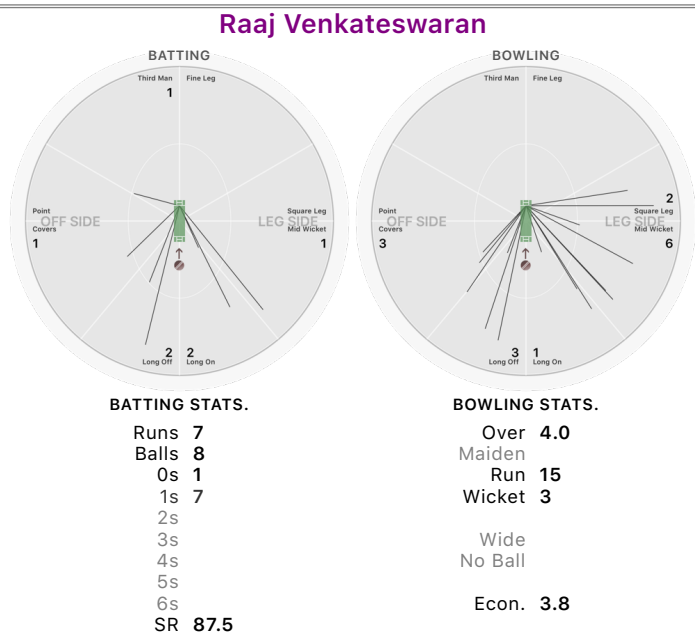 Raaj Venkateswaran
BATTING
Third Man Fine Leg
1
Point
Covers
1
OFF SIDE
LEG SIDE
Square Leg
Mid Wicket
1
2 2
Long Off Long On
BATTING STATS.
Runs 7
Balls 8
0s 1
1s 7
2s
3s
4s
5s
6s
SR 87.5
BOWLING
Third Man Fine Leg
Point
Covers
3
OFF SIDE
LEG SIDE
2
Square Leg
Mid Wicket
6
3 1
Long Off Long On
BOWLING STATS.
Over 4.0
Maiden
Run 15
Wicket 3
Wide
No Ball
Econ. 3.8